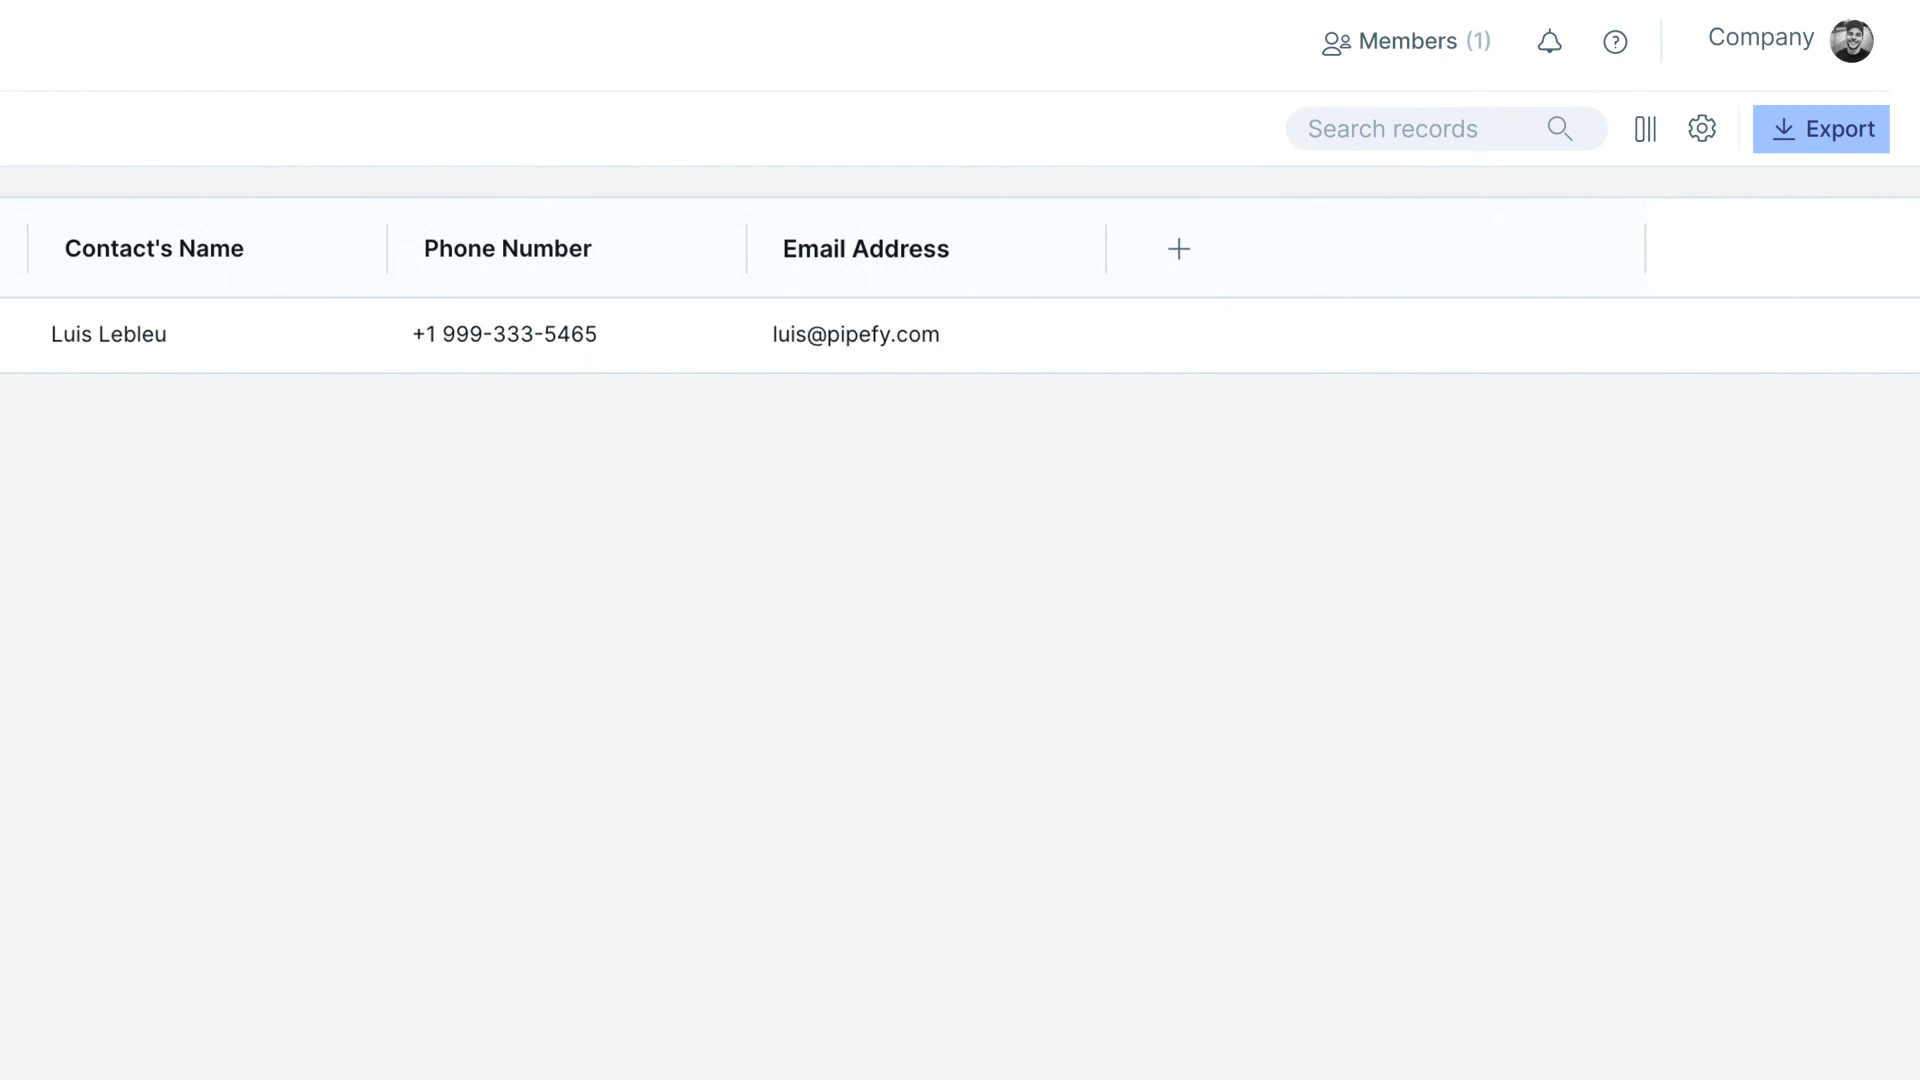 Members (1)
Company
Search records
Export
Contact's Name
Phone Number
Email Address
Luis Lebleu
+1 999-333-5465
luis@pipefy.com